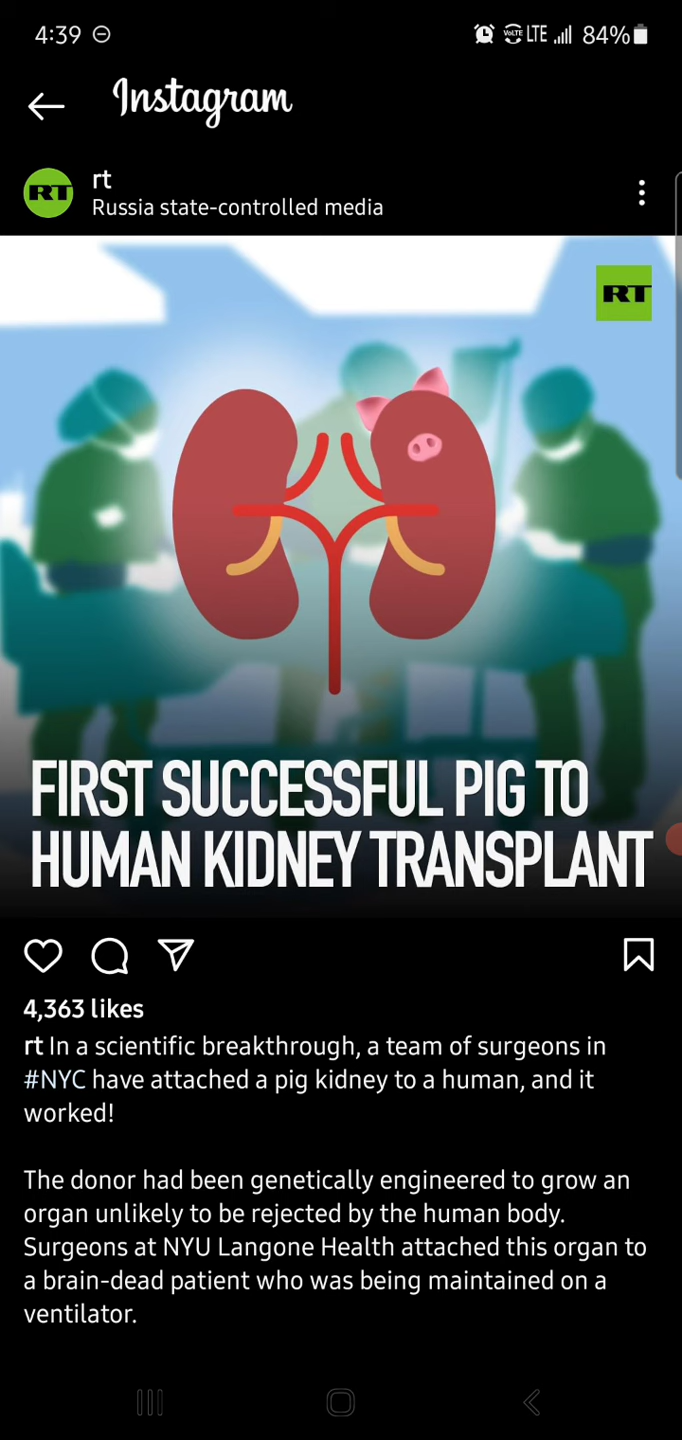 4:39
VoLTE LTE 84%
Instagram
RT
rt
Russia state-controlled media
RT
FIRST SUCCESSFUL PIG TO
HUMAN KIDNEY TRANSPLANT
4,363 likes
rt In a scientific breakthrough, a team of surgeons in
#NYC have attached a pig kidney to a human, and it
worked!
The donor had been genetically engineered to grow an
organ unlikely to be rejected by the human body.
Surgeons at NYU Langone Health attached this organ to
a brain-dead patient who was being maintained on a
ventilator.